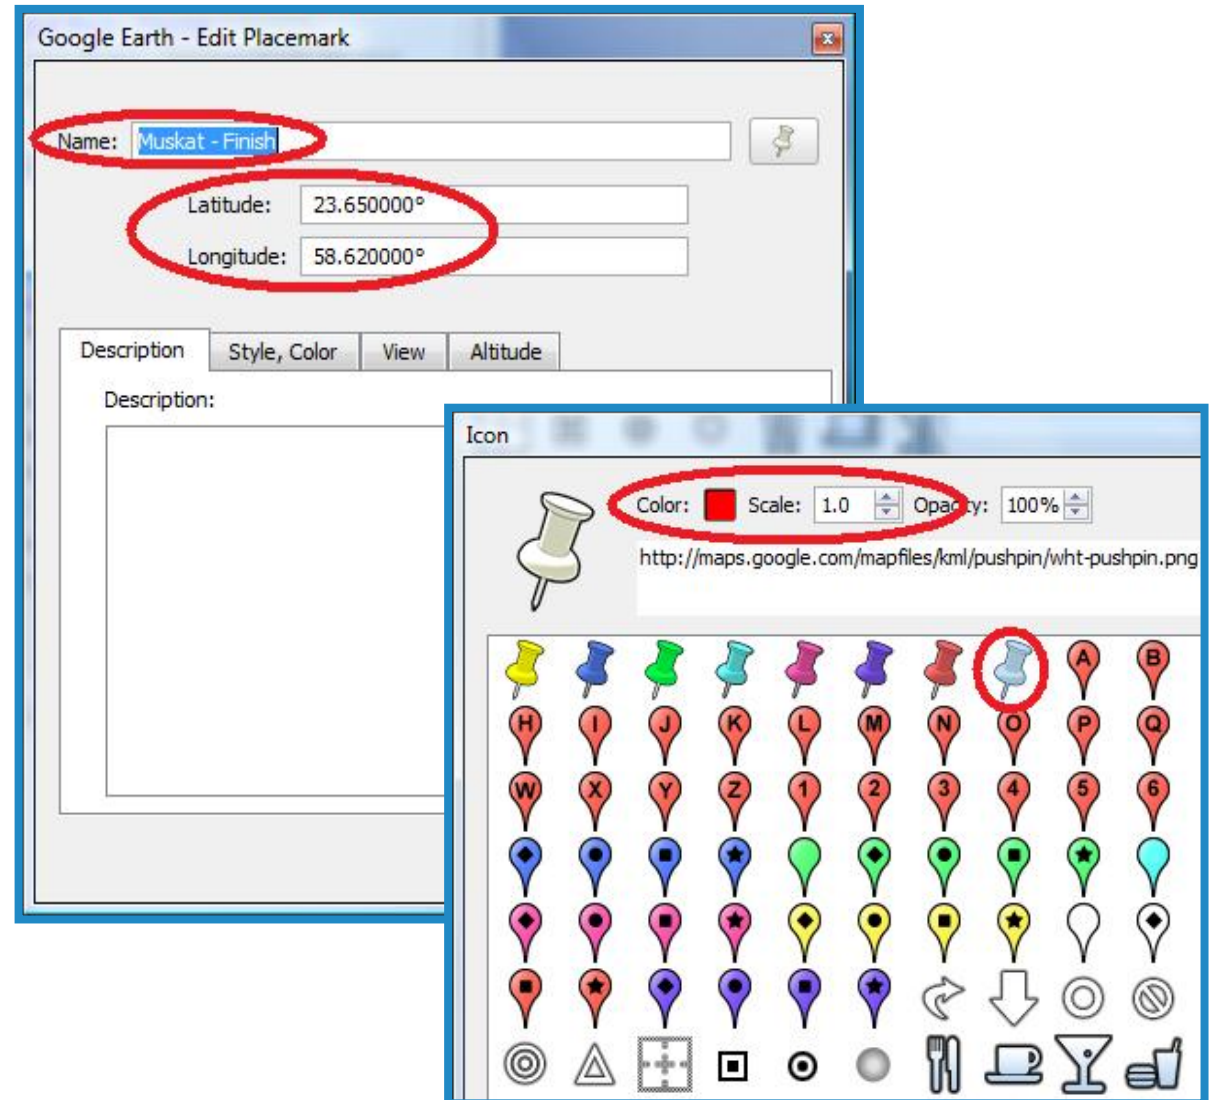 Google Earth - Edit Placemark
Name: Muskat - Finish
Latitude: 23.650000°
Longitude: 58.620000°
Description Style, Color View Altitude
Description:
Icon
Color: Scale: 1.0 Opacity: 100%
http://maps.google.com/mapfiles/kml/pushpin/wht-pushpin.png
A B
H I J K L M N O P Q
W X Y Z 1 2 3 4 5 6